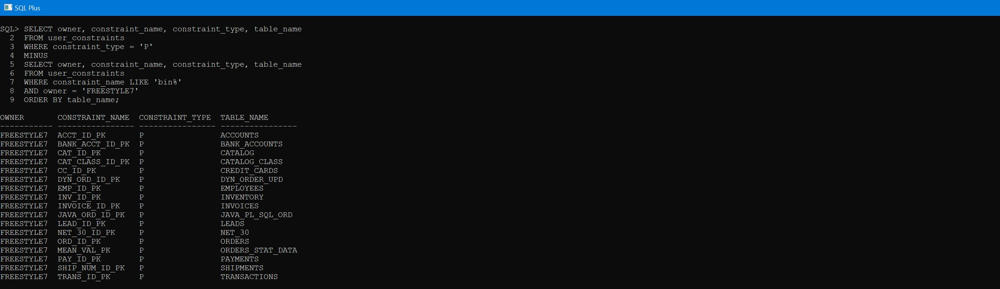 SQL Plus
SQL> SELECT owner, constraint_name, constraint_type, table_name
  2  FROM user_constraints
  3  WHERE constraint_type = 'P'
  4  MINUS
  5  SELECT owner, constraint_name, constraint_type, table_name
  6  FROM user_constraints
  7  WHERE constraint_name LIKE 'bin%'
  8  AND owner = 'FREESTYLE7'
  9  ORDER BY table_name;
OWNER       CONSTRAINT_NAME  CONSTRAINT_TYPE  TABLE_NAME
----------- ---------------- ---------------- ----------------
FREESTYLE7  ACCT_ID_PK       P                ACCOUNTS
FREESTYLE7  BANK_ACCT_ID_PK  P                BANK_ACCOUNTS
FREESTYLE7  CAT_ID_PK        P                CATALOG
FREESTYLE7  CAT_CLASS_ID_PK  P                CATALOG_CLASS
FREESTYLE7  CC_ID_PK         P                CREDIT_CARDS
FREESTYLE7  DYN_ORD_ID_PK    P                DYN_ORDER_UPD
FREESTYLE7  EMP_ID_PK        P                EMPLOYEES
FREESTYLE7  INV_ID_PK        P                INVENTORY
FREESTYLE7  INVOICE_ID_PK    P                INVOICES
FREESTYLE7  JAVA_ORD_ID_PK   P                JAVA_PL_SQL_ORD
FREESTYLE7  LEAD_ID_PK       P                LEADS
FREESTYLE7  NET_30_ID_PK     P                NET_30
FREESTYLE7  ORD_ID_PK        P                ORDERS
FREESTYLE7  MEAN_VAL_PK      P                ORDERS_STAT_DATA
FREESTYLE7  PAY_ID_PK        P                PAYMENTS
FREESTYLE7  SHIP_NUM_ID_PK   P                SHIPMENTS
FREESTYLE7  TRANS_ID_PK      P                TRANSACTIONS